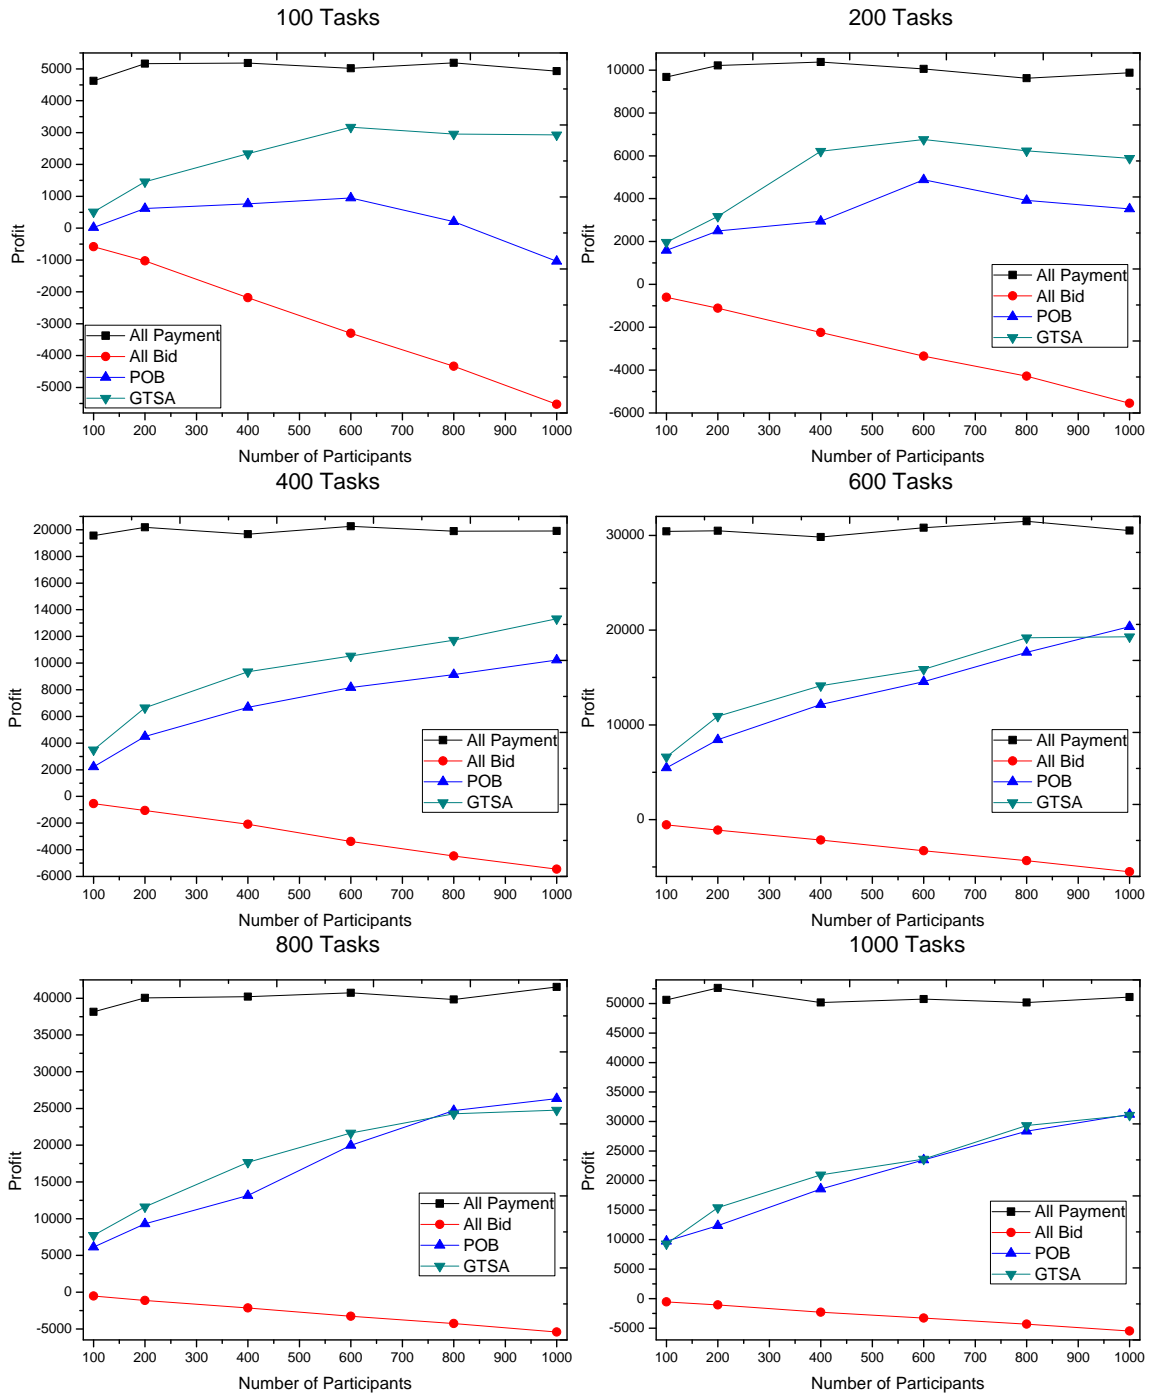 100 Tasks
Profit
5000
4000
3000
2000
1000
0
-1000
-2000
-3000
-4000
-5000
All Payment
All Bid
POB
GTSA
100 200 300 400 500 600 700 800 900 1000
Number of Participants
200 Tasks
Profit
10000
8000
6000
4000
2000
0
-2000
-4000
-6000
All Payment
All Bid
POB
GTSA
100 200 300 400 500 600 700 800 900 1000
Number of Participants
400 Tasks
Profit
20000
18000
16000
14000
12000
10000
8000
6000
4000
2000
0
-2000
-4000
-6000
All Payment
All Bid
POB
GTSA
100 200 300 400 500 600 700 800 900 1000
Number of Participants
600 Tasks
Profit
30000
20000
10000
0
All Payment
All Bid
POB
GTSA
100 200 300 400 500 600 700 800 900 1000
Number of Participants
800 Tasks
Profit
40000
35000
30000
25000
20000
15000
10000
5000
0
-5000
All Payment
All Bid
POB
GTSA
100 200 300 400 500 600 700 800 900 1000
Number of Participants
1000 Tasks
Profit
50000
45000
40000
35000
30000
25000
20000
15000
10000
5000
0
-5000
All Payment
All Bid
POB
GTSA
100 200 300 400 500 600 700 800 900 1000
Number of Participants